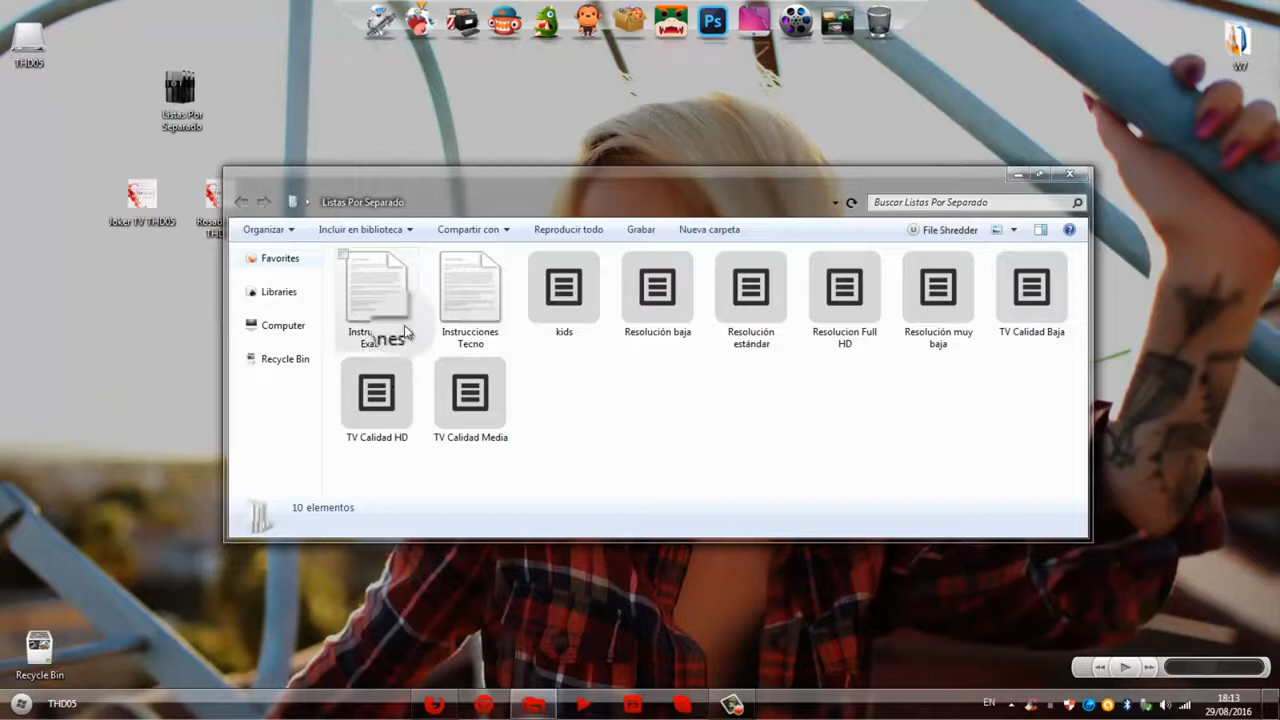 THD05
Ps
W7
Listas Por
Separado
Joker TV THD05
Listas Por Separado
Buscar Listas Por Separado
Organizar
Incluir en biblioteca
Compartir con
Reproducir todo
Grabar
Nueva carpeta
File Shredder
Favorites
Libraries
Computer
Recycle Bin
Instrucciones
Tecno
kids
Resolución baja
Resolución
estándar
Resolucion Full
HD
Resolución muy
baja
TV Calidad Baja
TV Calidad HD
TV Calidad Media
10 elementos
Recycle Bin
THD05
EN
18:13
29/08/2016